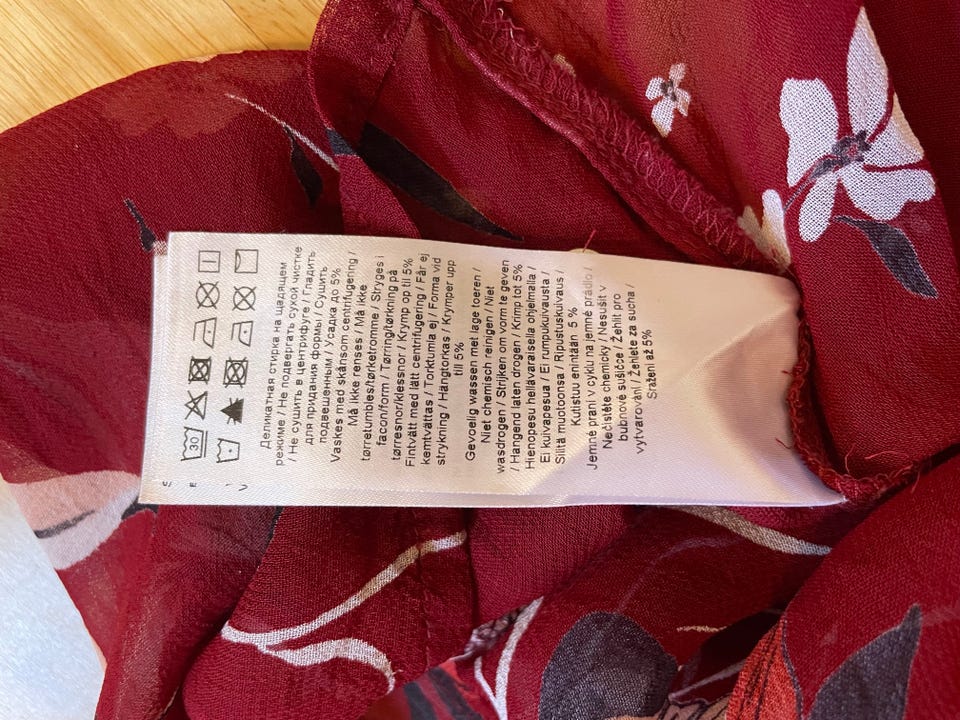 30
Деликатная стирка на щадящем
режиме / Не подвергать сухой чистке
/ Не сушить в центрифуге / Гладить
для придания формы / Сушить
подвешенным / Усадка до 5%
Vaskes med skånsom centrifugering /
Må ikke renses / Må ikke
tørretumbles/tørketromme / Stryges i
facon/form / Tørring/tørkning på
tørresnor/klessnor / Krymp op til 5%
Fintvätt med lätt centrifugering / Får ej
kemtvättas / Torktumla ej / Forma vid
strykning / Hängtorkas / Krymper upp
till 5%
Gevoelig wassen met lage toeren /
Niet chemisch reinigen / Niet
wasdrogen / Strijken om vorm te geven
/ Hangend laten drogen / Krimp tot 5%
Hienopesu hellävaraisella ohjelmalla /
Ei kuivapesua / Ei rumpukuivausta /
Silitä muotoonsa / Ripustuskuivaus /
Kutistuu enintään 5 %
Jemné praní v cyklu na jemné prádlo /
Nečistěte chemicky / Nesušit v
bubnové sušičce / Žehlit pro
vytvarování / Žehlete za sucha /
Sražení až 5%